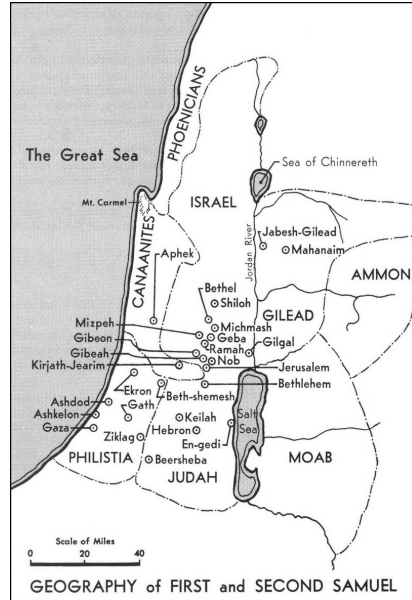 PHOENICIANS
The Great Sea
Sea of Chinnereth
ISRAEL
Mt. Carmel
CANAANITES
Jordan River
Jabesh-Gilead
Mahanaim
Aphek
AMMON
Bethel
Shiloh
GILEAD
Mizpeh
Michmash
Gibeon
Geba
Ramah
Gilgal
Gibeah
Nob
Kirjath-Jearim
Jerusalem
Bethlehem
Ekron
Beth-shemesh
Ashdod
Gath
Ashkelon
Keilah
Salt
Sea
Gaza
Hebron
Ziklag
En-gedi
PHILISTIA
Beersheba
MOAB
JUDAH
Scale of Miles
0 20 40
GEOGRAPHY of FIRST and SECOND SAMUEL